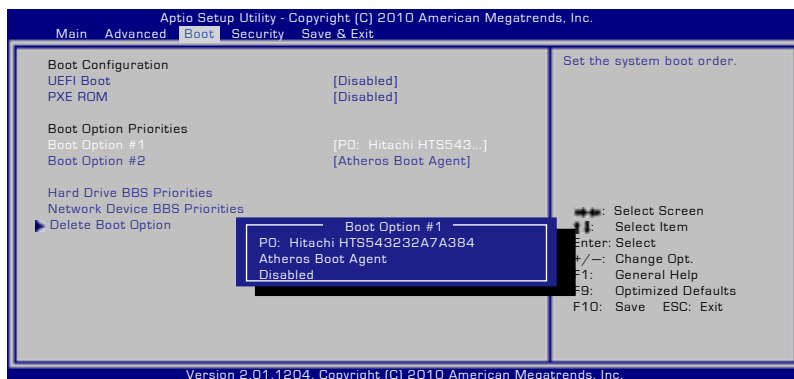 Aptio Setup Utility - Copyright (C) 2010 American Megatrends, Inc.
Main Advanced Boot Security Save & Exit
Boot Configuration
UEFI Boot [Disabled]
PXE ROM [Disabled]
Boot Option Priorities
Boot Option #1 [P0: Hitachi HTS543...]
Boot Option #2 [Atheros Boot Agent]
Hard Drive BBS Priorities
Network Device BBS Priorities
Delete Boot Option
Boot Option #1
P0: Hitachi HTS543232A7A384
Atheros Boot Agent
Disabled
Set the system boot order.
→←: Select Screen
↑↓: Select Item
Enter: Select
+/—: Change Opt.
F1: General Help
F9: Optimized Defaults
F10: Save ESC: Exit
Version 2.01.1204. Copyright (C) 2010 American Megatrends, Inc.